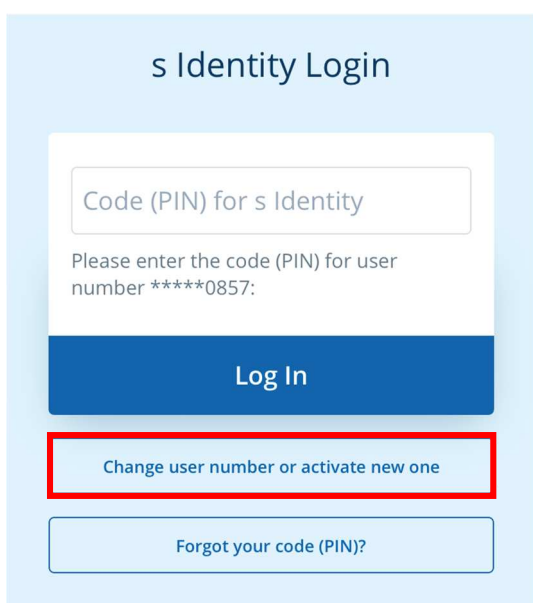 s Identity Login
Code (PIN) for s Identity
Please enter the code (PIN) for user
number *****0857:
Log In
Change user number or activate new one
Forgot your code (PIN)?